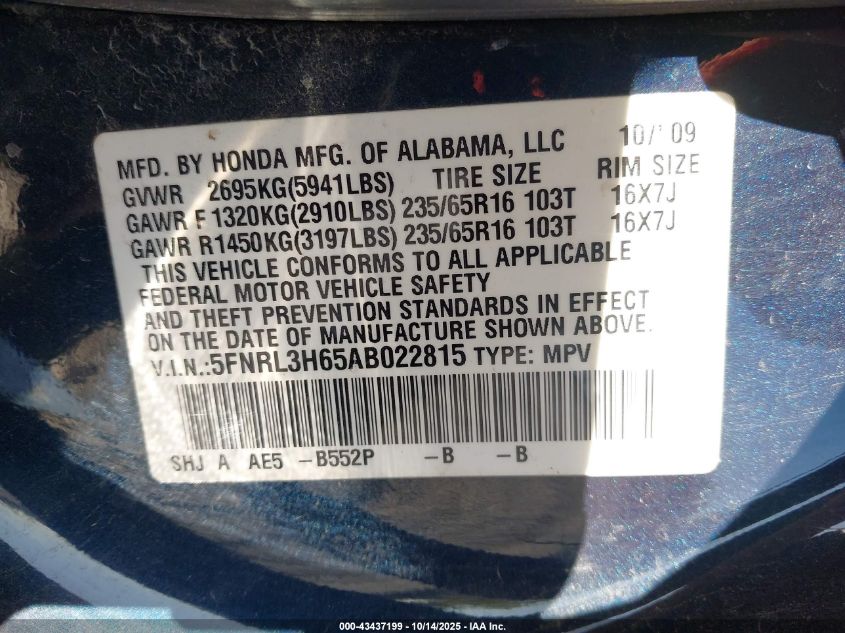 MFD. BY HONDA MFG. OF ALABAMA, LLC 10/'09
GVWR 2695KG(5941LBS) TIRE SIZE RIM SIZE
GAWR F 1320KG(2910LBS) 235/65R16 103T 16X7J
GAWR R1450KG(3197LBS) 235/65R16 103T 16X7J
THIS VEHICLE CONFORMS TO ALL APPLICABLE
FEDERAL MOTOR VEHICLE SAFETY
AND THEFT PREVENTION STANDARDS IN EFFECT
ON THE DATE OF MANUFACTURE SHOWN ABOVE.
V.I.N.:5FNRL3H65AB022815 TYPE: MPV
SHJ A AE5 -B552P -B -B
000-43437199 - 10/14/2025 - IAA Inc.